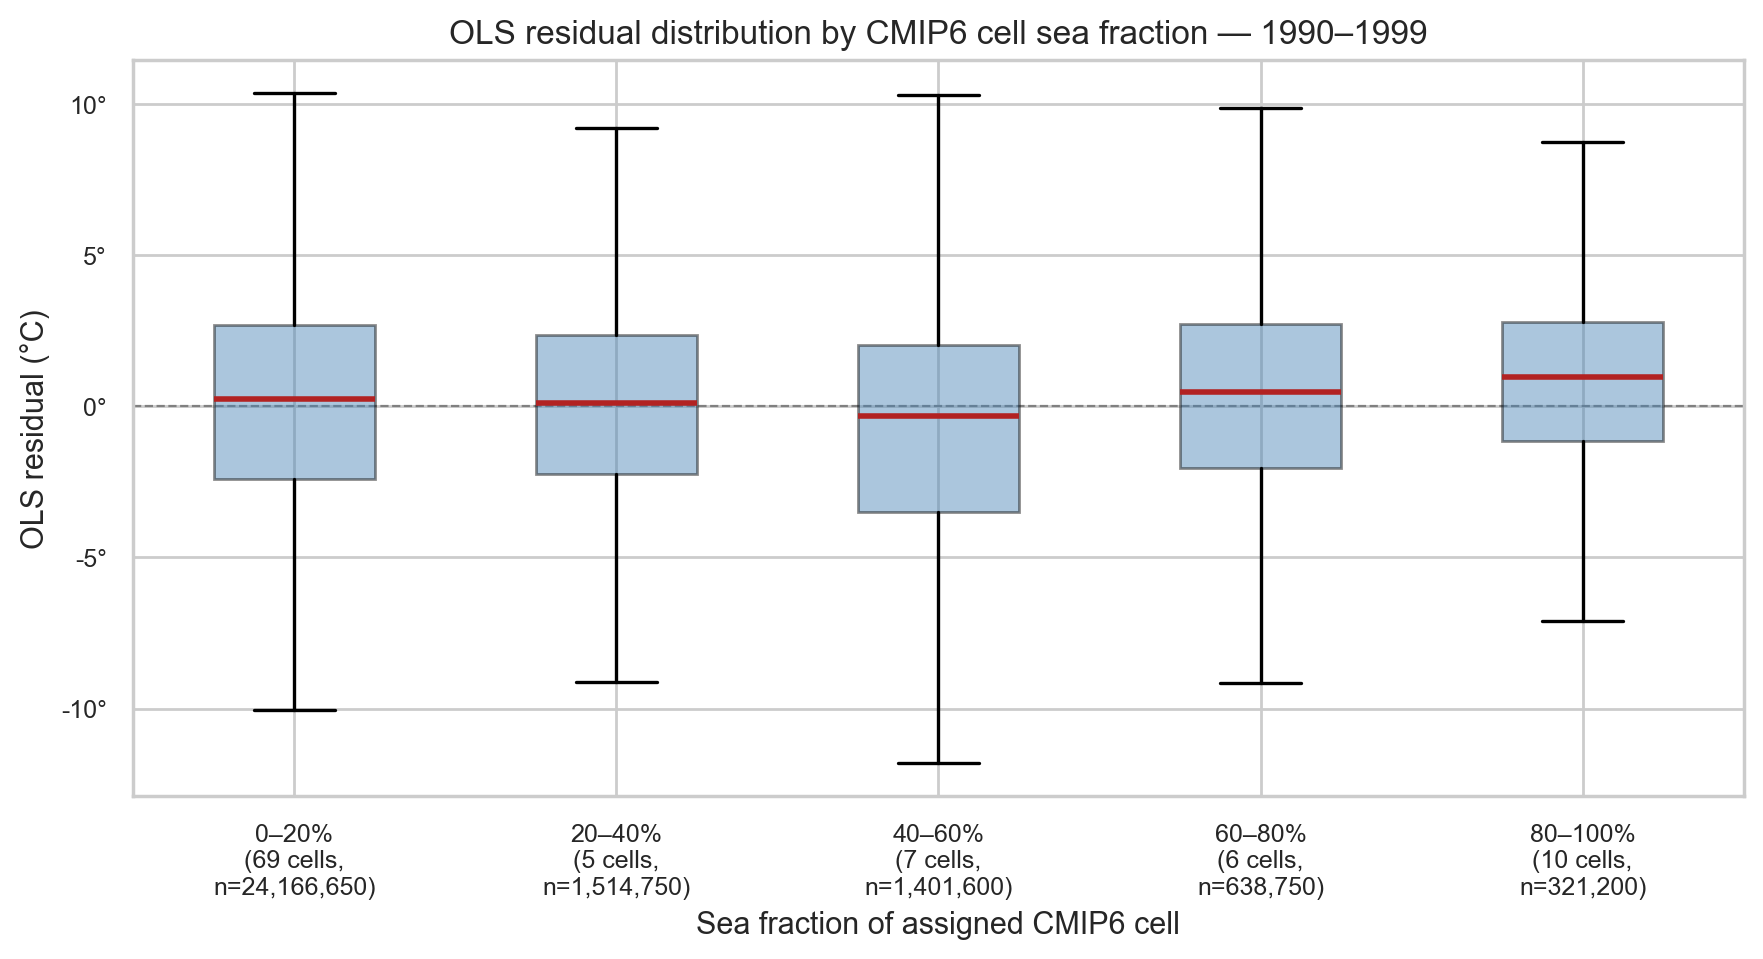 OLS residual distribution by CMIP6 cell sea fraction — 1990–1999
10°
5°
0°
-5°
-10°
OLS residual (°C)
0–20%
(69 cells,
n=24,166,650)
20–40%
(5 cells,
n=1,514,750)
40–60%
(7 cells,
n=1,401,600)
60–80%
(6 cells,
n=638,750)
80–100%
(10 cells,
n=321,200)
Sea fraction of assigned CMIP6 cell